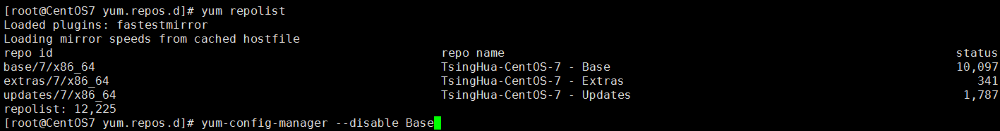 [root@CentOS7 yum.repos.d]# yum repolist
Loaded plugins: fastestmirror
Loading mirror speeds from cached hostfile
repo id repo name status
base/7/x86_64 TsingHua-CentOS-7 - Base 10,097
extras/7/x86_64 TsingHua-CentOS-7 - Extras 341
updates/7/x86_64 TsingHua-CentOS-7 - Updates 1,787
repolist: 12,225
[root@CentOS7 yum.repos.d]# yum-config-manager --disable Base